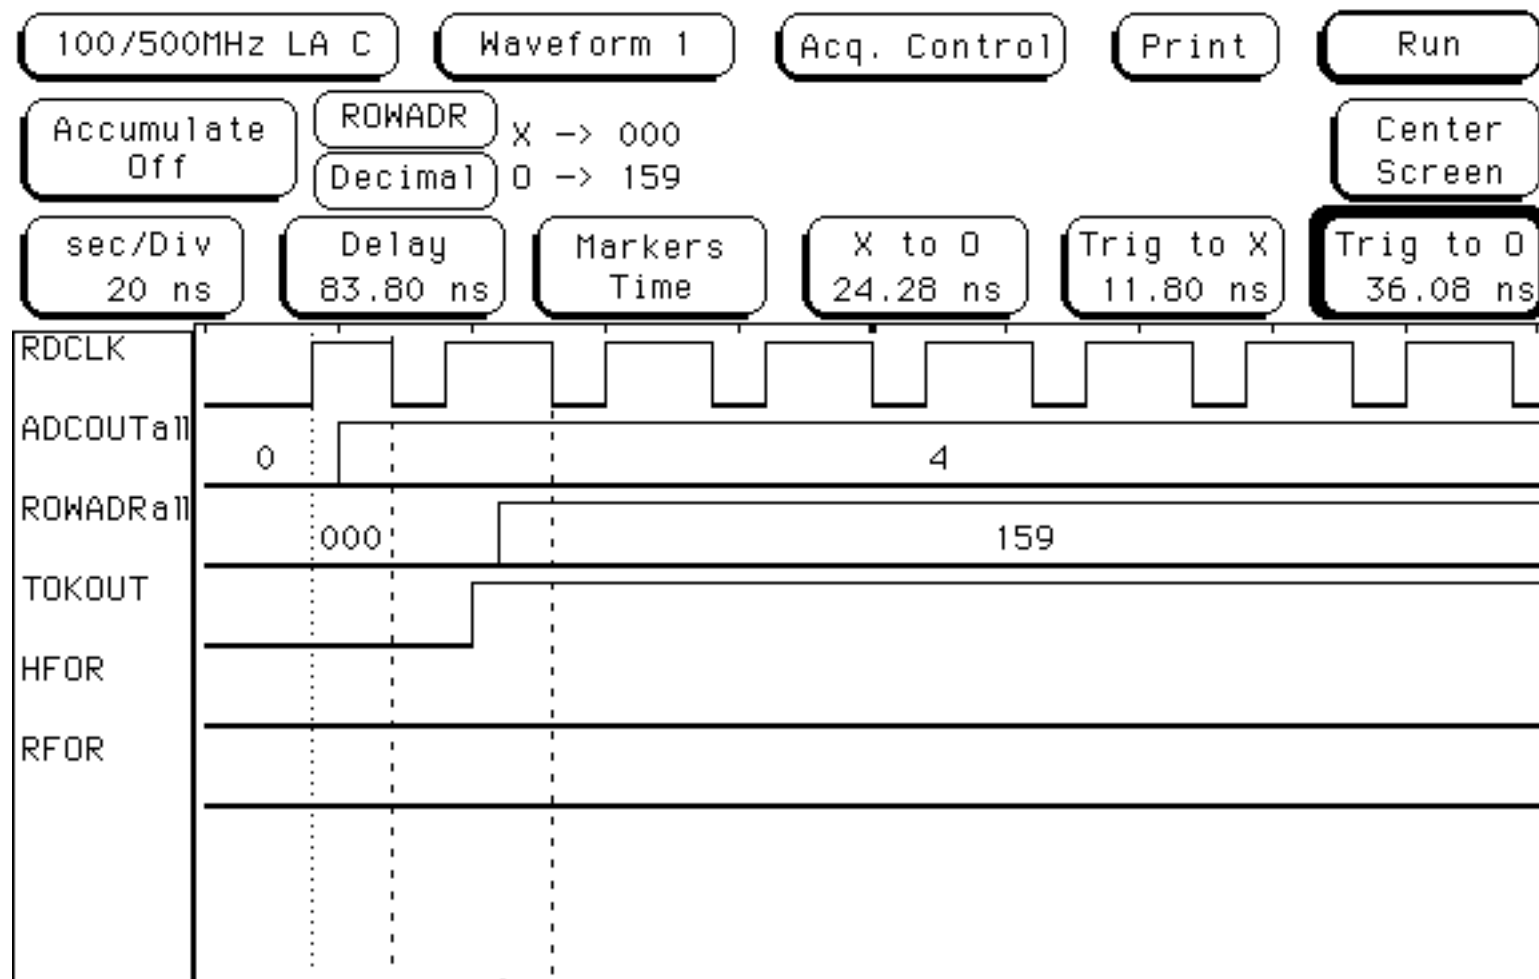 100/500MHz LA C Waveform 1 Acq. Control Print Run
Accumulate Off ROWADR X -> 000 Center Screen
Decimal O -> 159
sec/Div Delay Markers X to O Trig to X Trig to O
20 ns 83.80 ns Time 24.28 ns 11.80 ns 36.08 ns
RDCLK
ADCOUTall
0 4
ROWADRall
000 159
TOKOUT
HFOR
RFOR